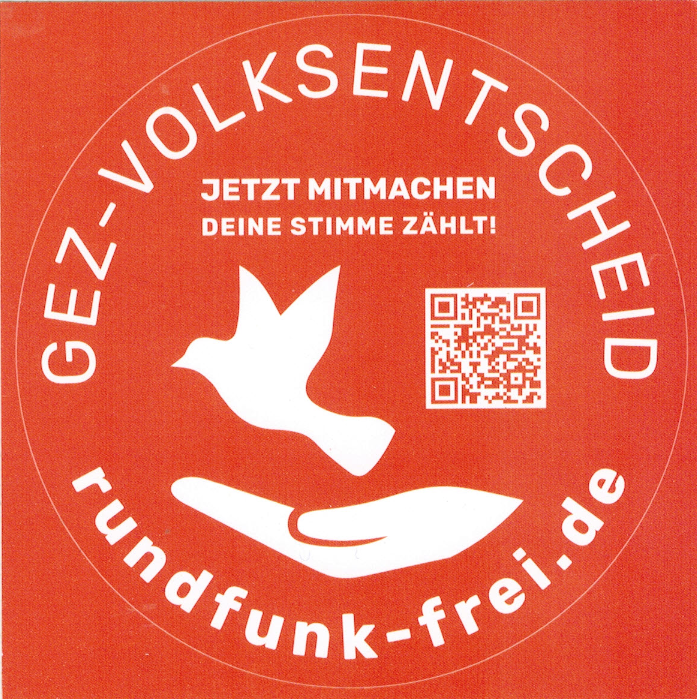 GEZ-VOLKSENTSCHEID
JETZT MITMACHEN
DEINE STIMME ZÄHLT!
rundfunk-frei.de